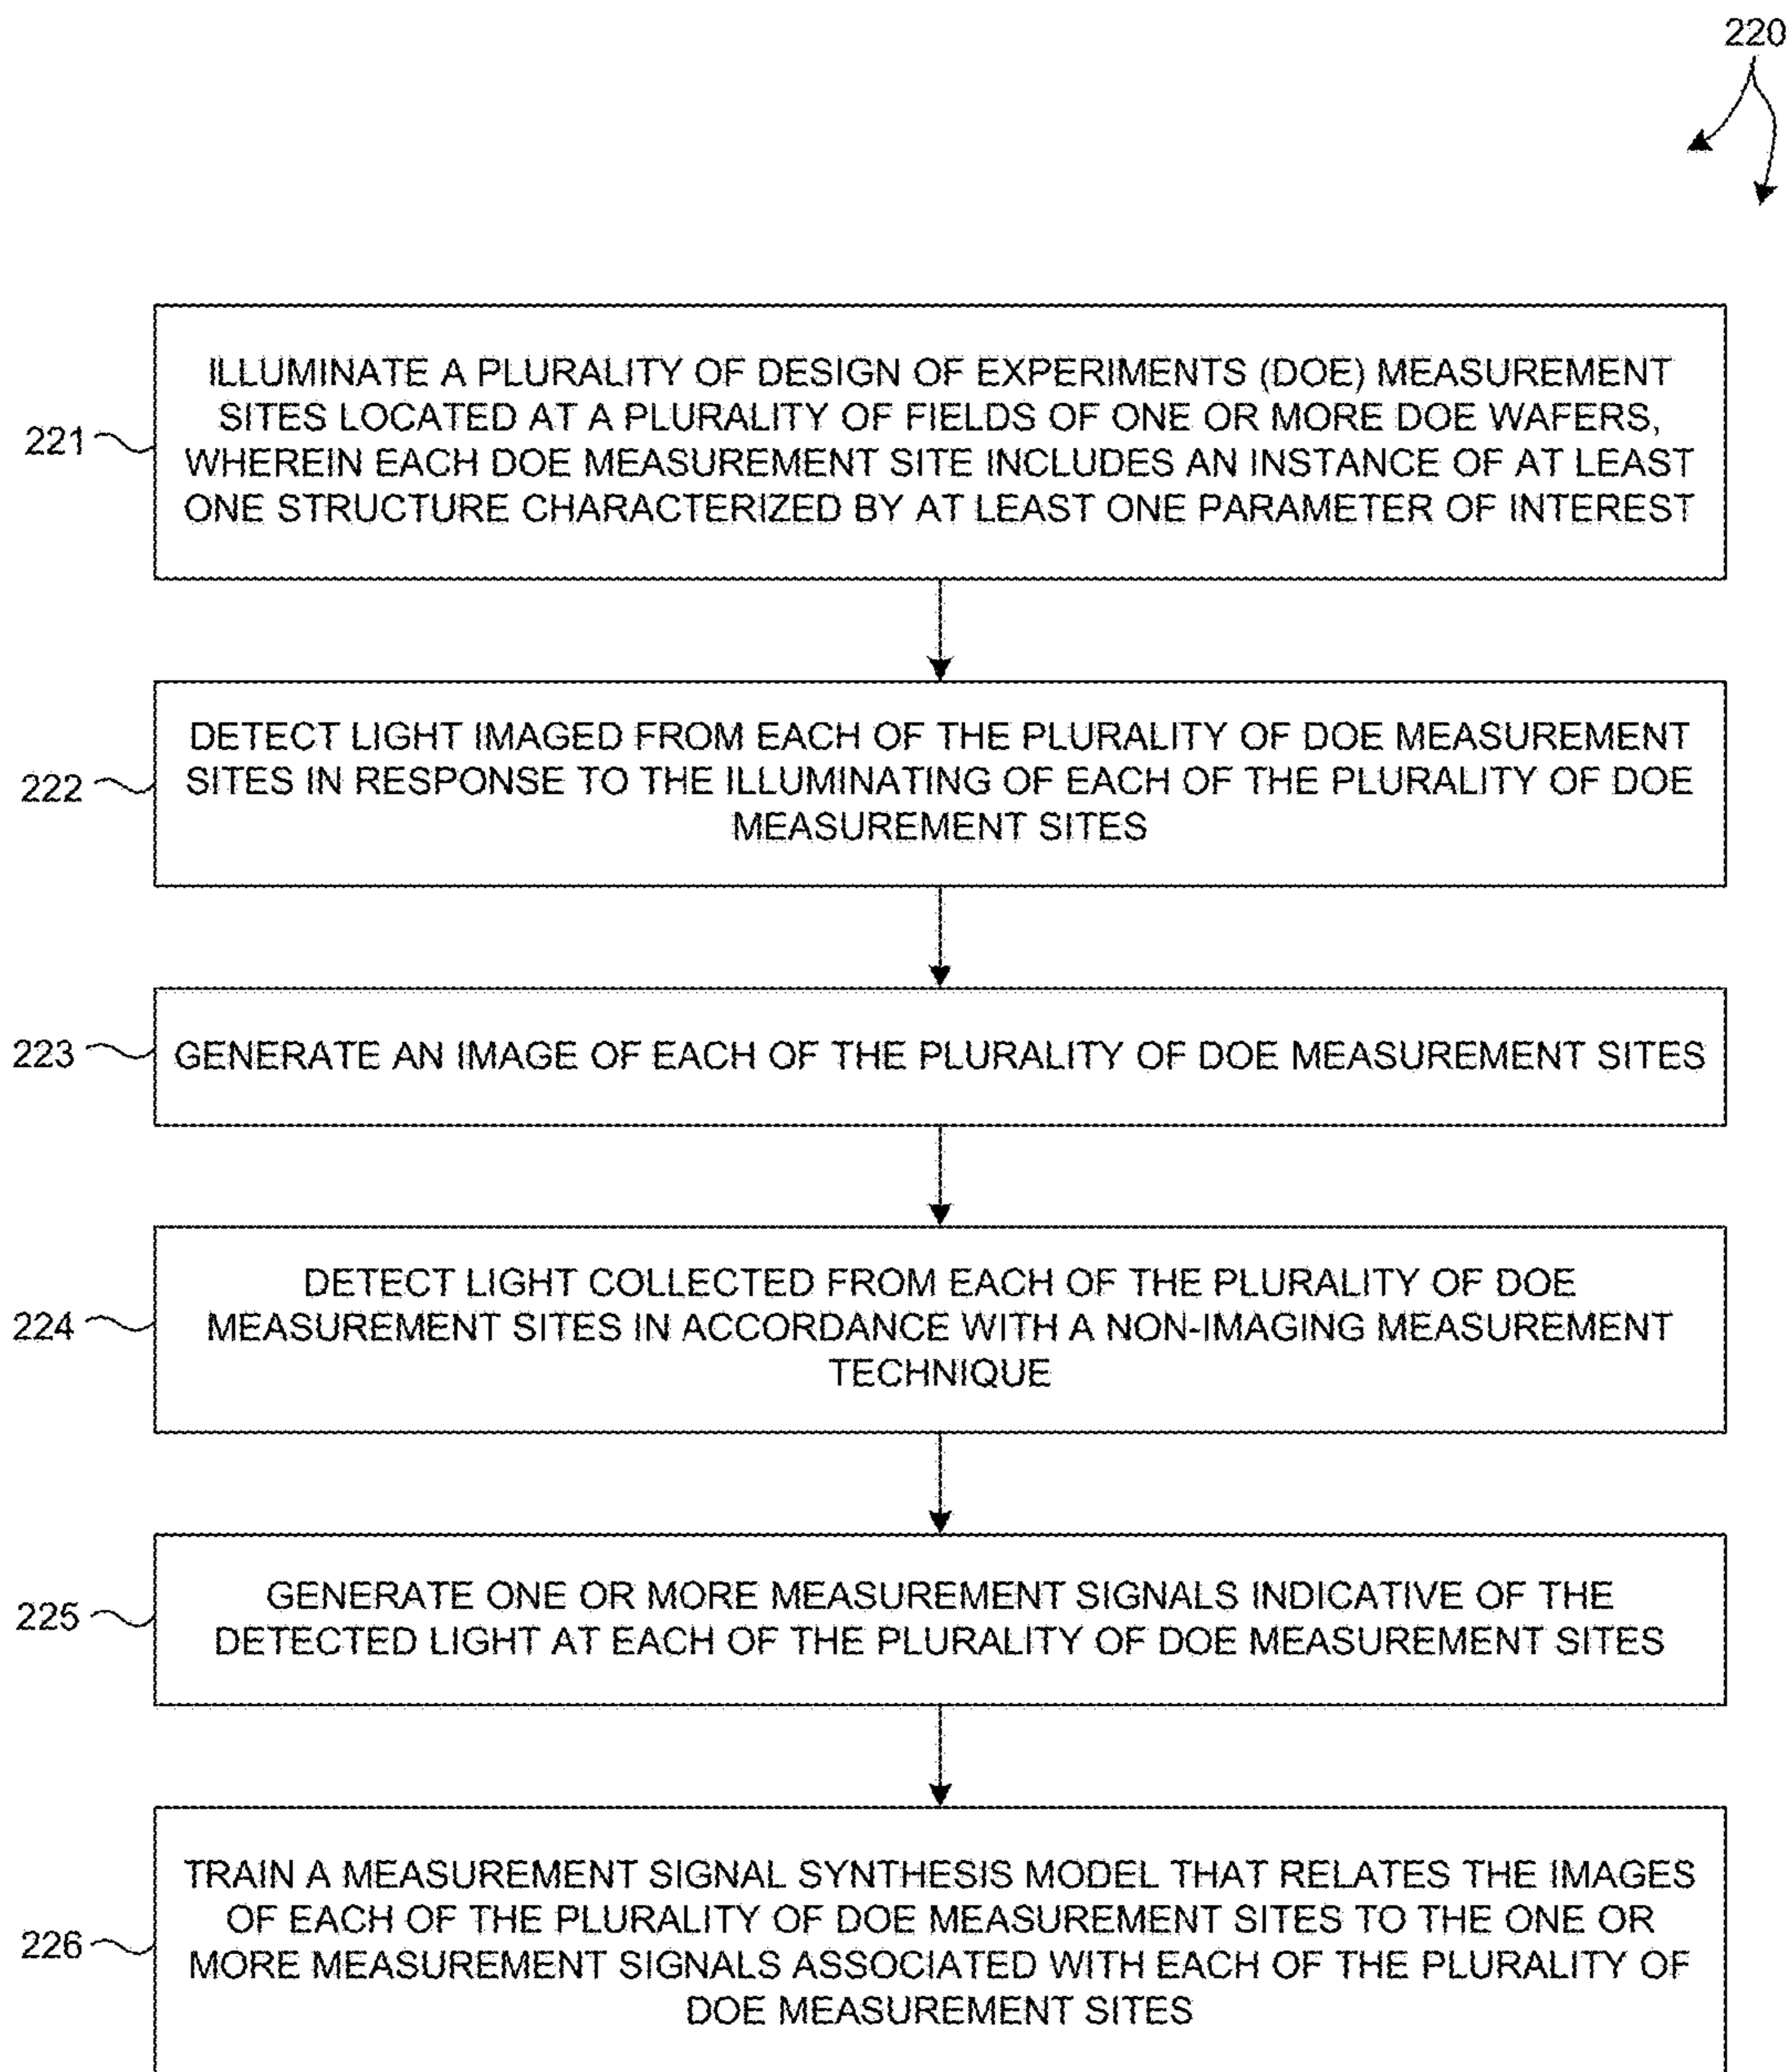 220
221
ILLUMINATE A PLURALITY OF DESIGN OF EXPERIMENTS (DOE) MEASUREMENT
SITES LOCATED AT A PLURALITY OF FIELDS OF ONE OR MORE DOE WAFERS,
WHEREIN EACH DOE MEASUREMENT SITE INCLUDES AN INSTANCE OF AT LEAST
ONE STRUCTURE CHARACTERIZED BY AT LEAST ONE PARAMETER OF INTEREST
222
DETECT LIGHT IMAGED FROM EACH OF THE PLURALITY OF DOE MEASUREMENT
SITES IN RESPONSE TO THE ILLUMINATING OF EACH OF THE PLURALITY OF DOE
MEASUREMENT SITES
223
GENERATE AN IMAGE OF EACH OF THE PLURALITY OF DOE MEASUREMENT SITES
224
DETECT LIGHT COLLECTED FROM EACH OF THE PLURALITY OF DOE
MEASUREMENT SITES IN ACCORDANCE WITH A NON-IMAGING MEASUREMENT
TECHNIQUE
225
GENERATE ONE OR MORE MEASUREMENT SIGNALS INDICATIVE OF THE
DETECTED LIGHT AT EACH OF THE PLURALITY OF DOE MEASUREMENT SITES
226
TRAIN A MEASUREMENT SIGNAL SYNTHESIS MODEL THAT RELATES THE IMAGES
OF EACH OF THE PLURALITY OF DOE MEASUREMENT SITES TO THE ONE OR
MORE MEASUREMENT SIGNALS ASSOCIATED WITH EACH OF THE PLURALITY OF
DOE MEASUREMENT SITES